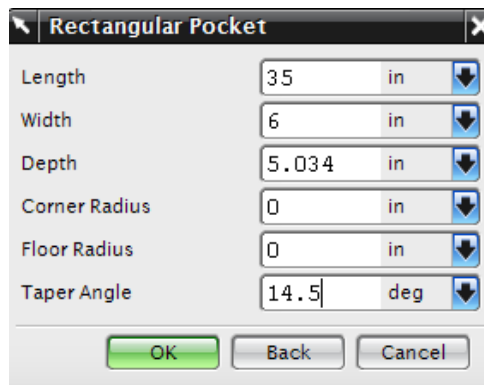 Rectangular Pocket
Length 35 in
Width 6 in
Depth 5.034 in
Corner Radius 0 in
Floor Radius 0 in
Taper Angle 14.5 deg
OK Back Cancel